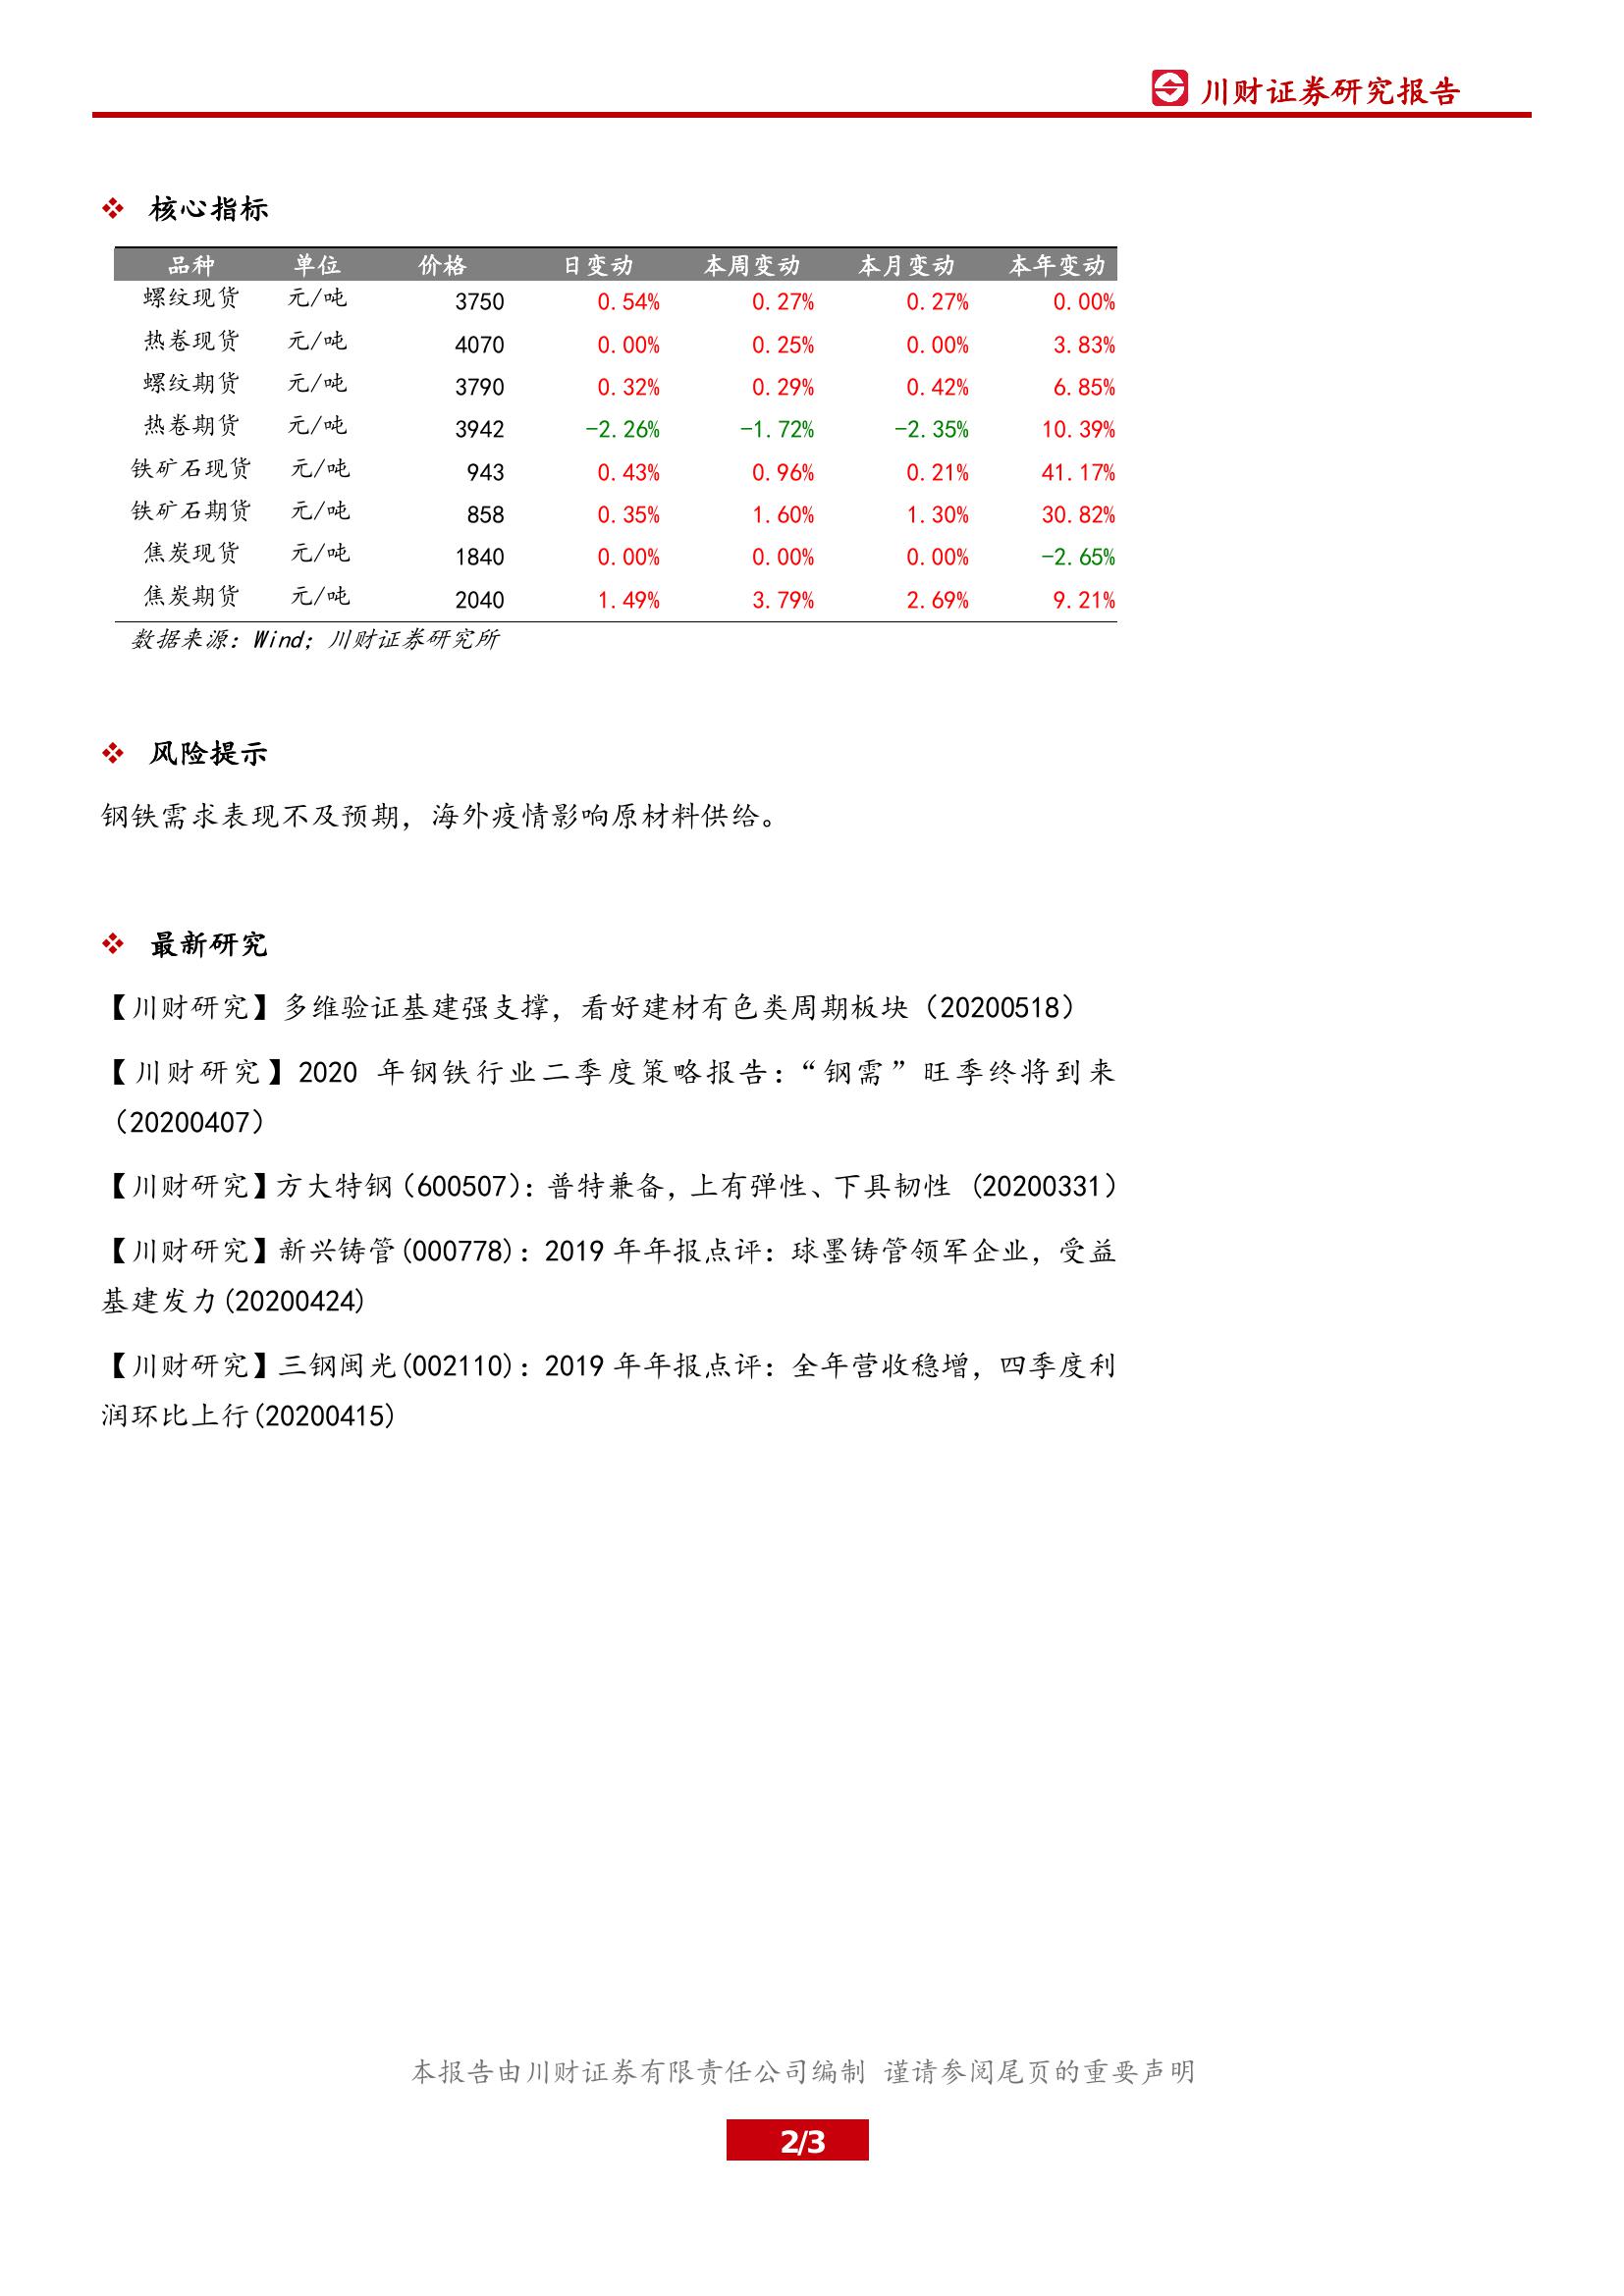 川财证券研究报告
核心指标
品种 单位 价格 日变动 本周变动 本月变动 本年变动
螺纹现货 元/吨 3750 0.54% 0.27% 0.27% 0.00%
热卷现货 元/吨 4070 0.00% 0.25% 0.00% 3.83%
螺纹期货 元/吨 3790 0.32% 0.29% 0.42% 6.85%
热卷期货 元/吨 3942 -2.26% -1.72% -2.35% 10.39%
铁矿石现货 元/吨 943 0.43% 0.96% 0.21% 41.17%
铁矿石期货 元/吨 858 0.35% 1.60% 1.30% 30.82%
焦炭现货 元/吨 1840 0.00% 0.00% 0.00% -2.65%
焦炭期货 元/吨 2040 1.49% 3.79% 2.69% 9.21%
数据来源：Wind；川财证券研究所
风险提示
钢铁需求表现不及预期，海外疫情影响原材料供给。
最新研究
【川财研究】多维验证基建强支撑，看好建材有色类周期板块（20200518）
【川财研究】2020 年钢铁行业二季度策略报告：“钢需”旺季终将到来
（20200407）
【川财研究】方大特钢（600507）：普特兼备，上有弹性、下具韧性 (20200331）
【川财研究】新兴铸管(000778)：2019 年年报点评：球墨铸管领军企业，受益
基建发力(20200424)
【川财研究】三钢闽光(002110)：2019 年年报点评：全年营收稳增，四季度利
润环比上行(20200415)
本报告由川财证券有限责任公司编制 谨请参阅尾页的重要声明
2/3